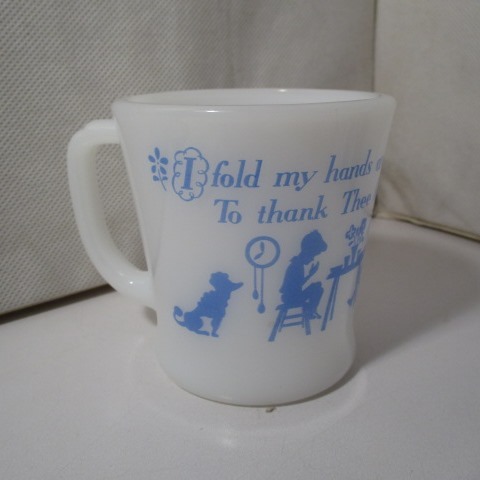 I fold my hands
To thank Thee